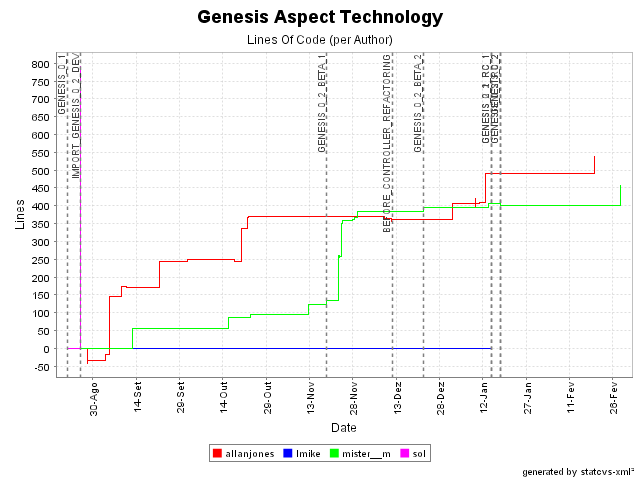 Genesis Aspect Technology
Lines Of Code (per Author)
GENESIS_0_1
IMPORT_GENESIS_0_2_DEV
GENESIS_0_2_BETA_1
BEFORE_CONTROLLER_REFACTORING
GENESIS_0_2_BETA_2
GENESIS_0_2_RC_1
800
750
700
650
600
550
500
450
400
350
300
250
200
150
100
50
0
-50
Lines
30-Ago
14-Set
29-Set
14-Out
29-Out
13-Nov
28-Nov
13-Dez
28-Dez
12-Jan
27-Jan
11-Fev
26-Fev
Date
allanjones
lmike
mister___m
sol
generated by statcvs-xml²